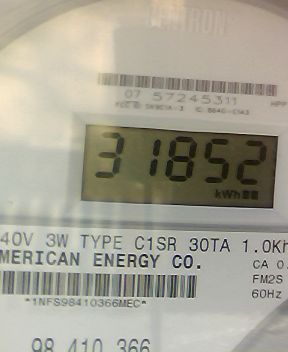 07 57245311
31852
kWh
40V 3W TYPE C1SR 30TA 1.0Kh
MERICAN ENERGY CO.
CA 0.
FM2S
60Hz
*1NFS98410366MEC*
98 410 366